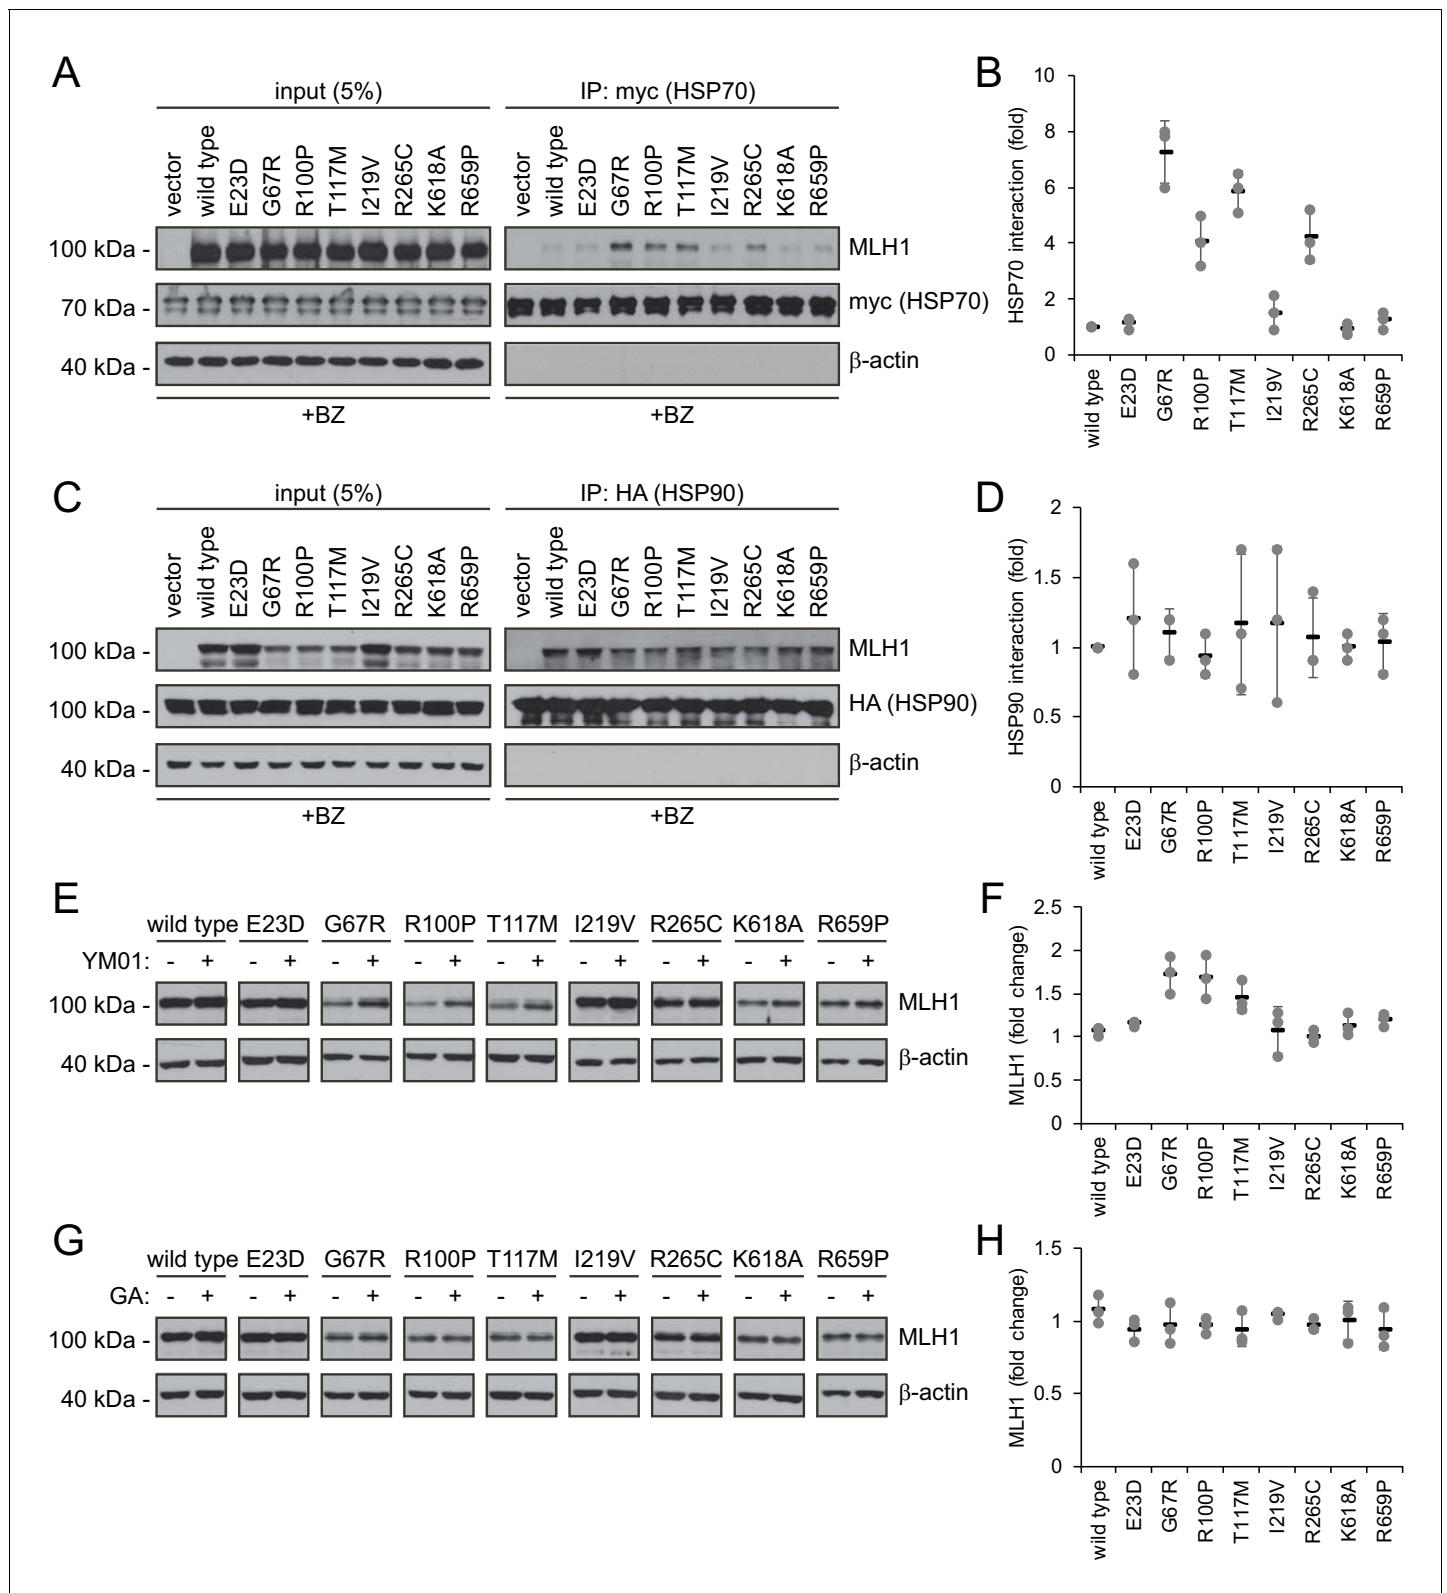 A
input (5%) IP: myc (HSP70)
vector wild type E23D G67R R100P T117M I219V R265C K618A R659P vector wild type E23D G67R R100P T117M I219V R265C K618A R659P
100 kDa - MLH1
70 kDa - myc (HSP70)
40 kDa - β-actin
+BZ +BZ
B
HSP70 interaction (fold)
10
8
6
4
2
0
wild type E23D G67R R100P T117M I219V R265C K618A R659P
C
input (5%) IP: HA (HSP90)
vector wild type E23D G67R R100P T117M I219V R265C K618A R659P vector wild type E23D G67R R100P T117M I219V R265C K618A R659P
100 kDa - MLH1
100 kDa - HA (HSP90)
40 kDa - β-actin
+BZ +BZ
D
HSP90 interaction (fold)
2
1.5
1
0.5
0
wild type E23D G67R R100P T117M I219V R265C K618A R659P
E
wild type E23D G67R R100P T117M I219V R265C K618A R659P
YM01: - + - + - + - + - + - + - + - + - +
100 kDa - MLH1
40 kDa - β-actin
F
MLH1 (fold change)
2.5
2
1.5
1
0.5
0
wild type E23D G67R R100P T117M I219V R265C K618A R659P
G
wild type E23D G67R R100P T117M I219V R265C K618A R659P
GA: - + - + - + - + - + - + - + - + - +
100 kDa - MLH1
40 kDa - β-actin
H
MLH1 (fold change)
1.5
1
0.5
0
wild type E23D G67R R100P T117M I219V R265C K618A R659P